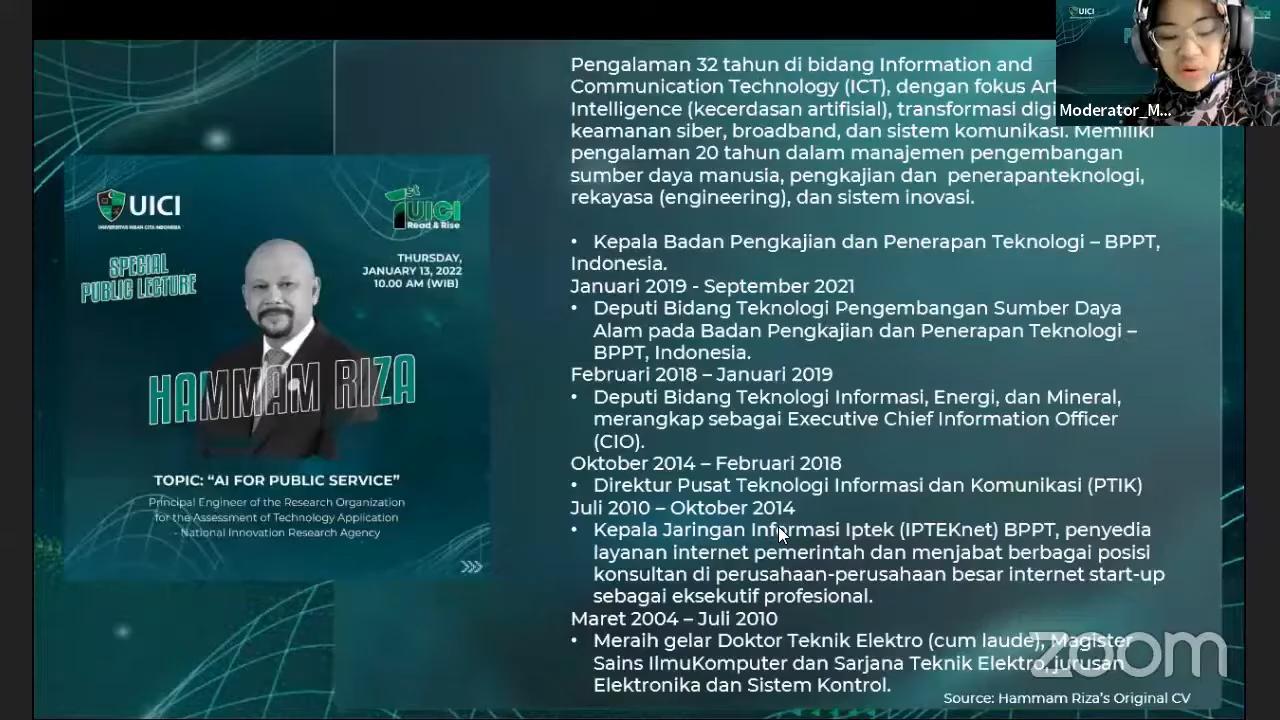 UICI
UNIVERSITAS INSAN CITA INDONESIA
1st
UICI
Read & Rise
SPECIAL
PUBLIC LECTURE
THURSDAY,
JANUARY 13, 2022
10.00 AM (WIB)
HAMMAM RIZA
TOPIC: “AI FOR PUBLIC SERVICE”
Principal Engineer of the Research Organization
for the Assessment of Technology Application
- National Innovation Research Agency
Pengalaman 32 tahun di bidang Information and
Communication Technology (ICT), dengan fokus
Intelligence (kecerdasan artifisial), transformasi
keamanan siber, broadband, dan sistem komunikasi. Memiliki
pengalaman 20 tahun dalam manajemen pengembangan
sumber daya manusia, pengkajian dan penerapanteknologi,
rekayasa (engineering), dan sistem inovasi.
• Kepala Badan Pengkajian dan Penerapan Teknologi – BPPT,
Indonesia.
Januari 2019 - September 2021
• Deputi Bidang Teknologi Pengembangan Sumber Daya
Alam pada Badan Pengkajian dan Penerapan Teknologi –
BPPT, Indonesia.
Februari 2018 – Januari 2019
• Deputi Bidang Teknologi Informasi, Energi, dan Mineral,
merangkap sebagai Executive Chief Information Officer
(CIO).
Oktober 2014 – Februari 2018
• Direktur Pusat Teknologi Informasi dan Komunikasi (PTIK)
Juli 2010 – Oktober 2014
• Kepala Jaringan Informasi Iptek (IPTEKnet) BPPT, penyedia
layanan internet pemerintah dan menjabat berbagai posisi
konsultan di perusahaan-perusahaan besar internet start-up
sebagai eksekutif profesional.
Maret 2004 – Juli 2010
• Meraih gelar Doktor Teknik Elektro (cum laude), Magister
Sains IlmuKomputer dan Sarjana Teknik Elektro, jurusan
Elektronika dan Sistem Kontrol.
Source: Hammam Riza's Original CV
UICI
Moderator_M...
zoom